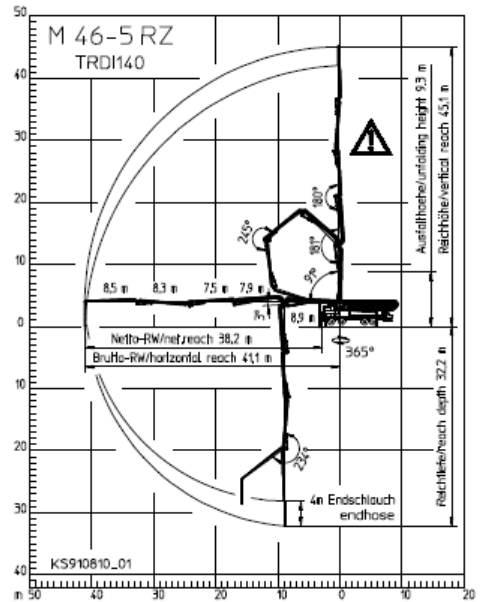 50
M 46-5 RZ
TRDI140
40
30
20
10
0
10
20
30
40
m 50 40 30 20 10 0 10 20
Ausfalthoehe/unfolding height 9.3 m
Reichhöhe/vertical reach 45.1 m
180°
245°
181°
91°
8,5 m 8,3 m 7,5 m 7,9 m
3°
8,9 m
Netto-RW/net.reach 38,2 m
365°
Brutto-RW/horizontal reach 41,1 m
Reichtiefe/reach depth 32.2 m
234°
4m Endschlauch
endhose
KS910810_01